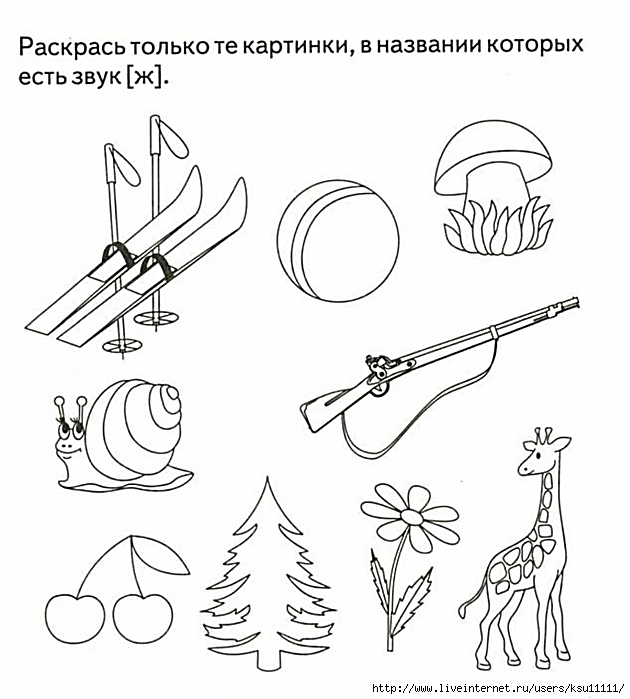 Раскрась только те картинки, в названии которых
есть звук [ж].
http://www.liveinternet.ru/users/ksu11111/